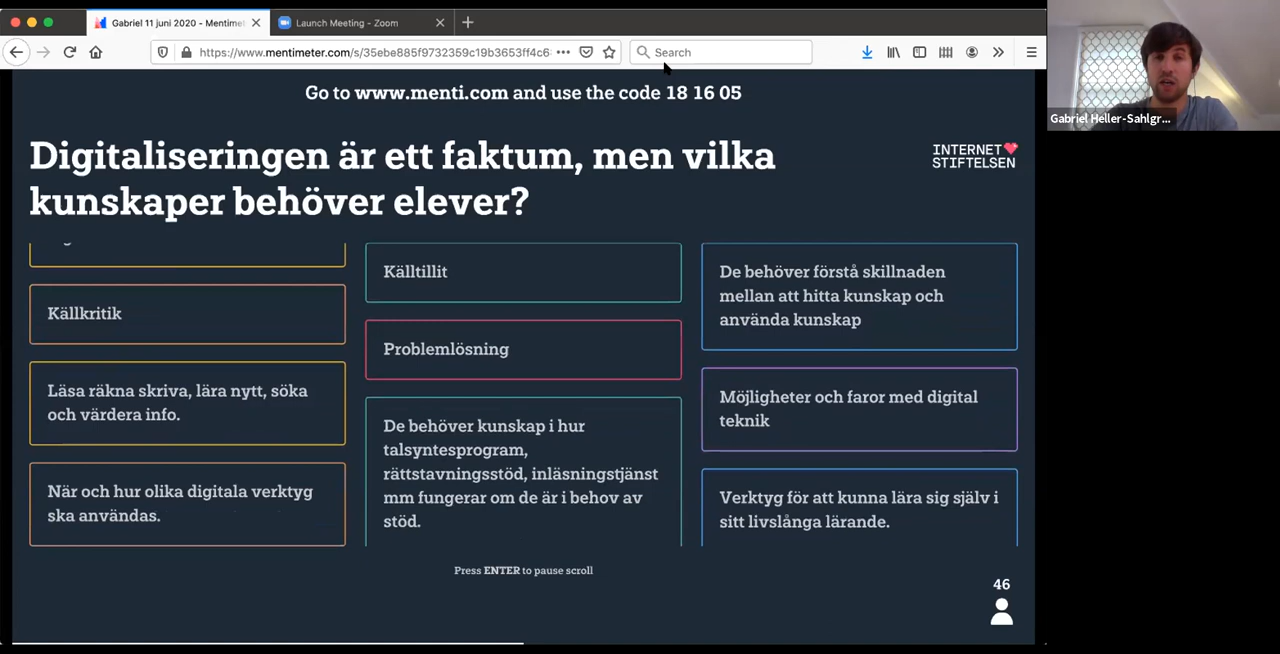 Gabriel 11 juni 2020 - Mentime
Launch Meeting - Zoom
https://www.mentimeter.com/s/35ebe885f9732359c19b3653ff4c6
Search
Gabriel Heller-Sahlgr...
Go to www.menti.com and use the code 18 16 05
Digitaliseringen är ett faktum, men vilka
kunskaper behöver elever?
INTERNET
STIFTELSEN
Källkritik
Läsa räkna skriva, lära nytt, söka
och värdera info.
När och hur olika digitala verktyg
ska användas.
Källtillit
Problemlösning
De behöver kunskap i hur
talsyntesprogram,
rättstavningsstöd, inläsningstjänst
mm fungerar om de är i behov av
stöd.
De behöver förstå skillnaden
mellan att hitta kunskap och
använda kunskap
Möjligheter och faror med digital
teknik
Verktyg för att kunna lära sig själv i
sitt livslånga lärande.
Press ENTER to pause scroll
46